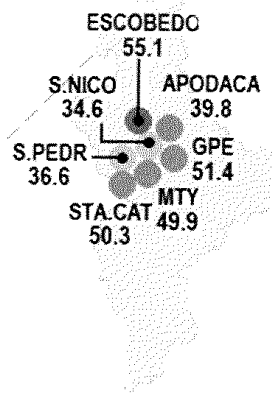 ESCOBEDO
55.1
S.NICO
34.6
APODACA
39.8
S.PEDR
36.6
GPE
51.4
STA.CAT
50.3
MTY
49.9